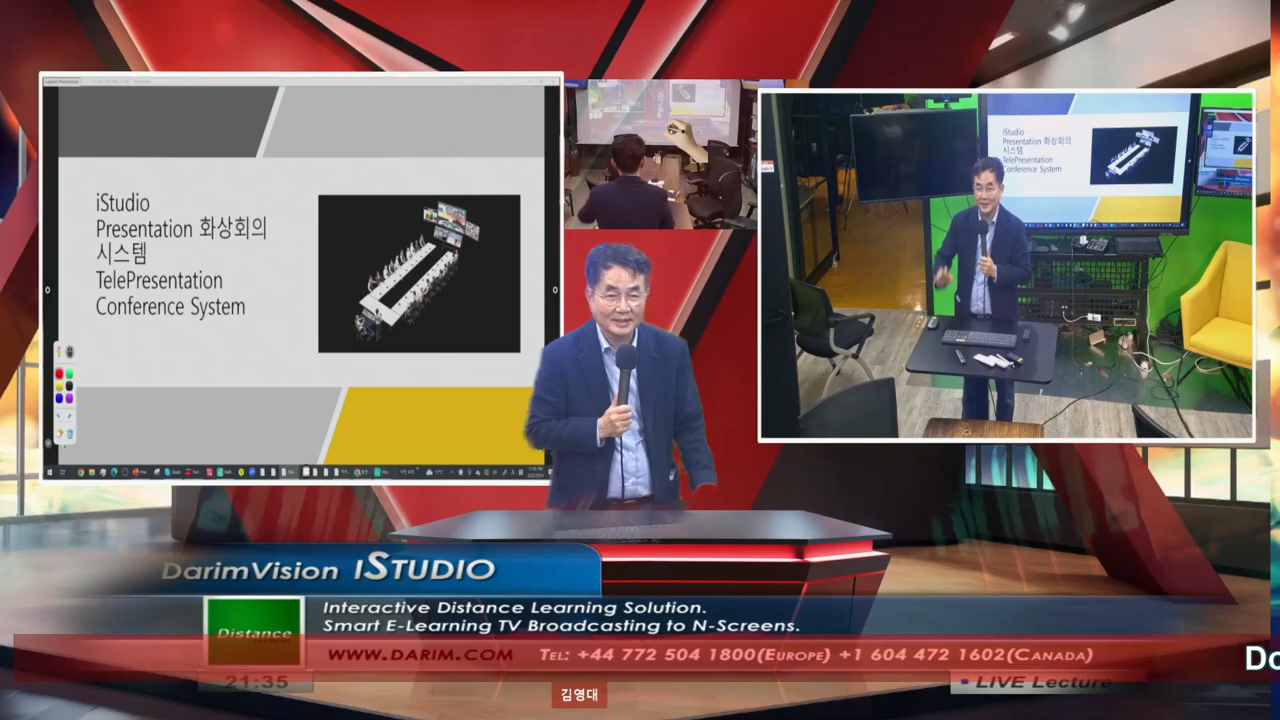 iStudio
Presentation 화상회의
시스템
TelePresentation
Conference System
iStudio
Presentation 화상회의
시스템
TelePresentation
Conference System
DarimVision iStudio
Interactive Distance Learning Solution.
Smart E-Learning TV Broadcasting to N-Screens.
Distance
www.darim.com Tel: +44 772 504 1800(Europe) +1 604 472 1602(Canada)
21:35
LIVE Lecture
김영대